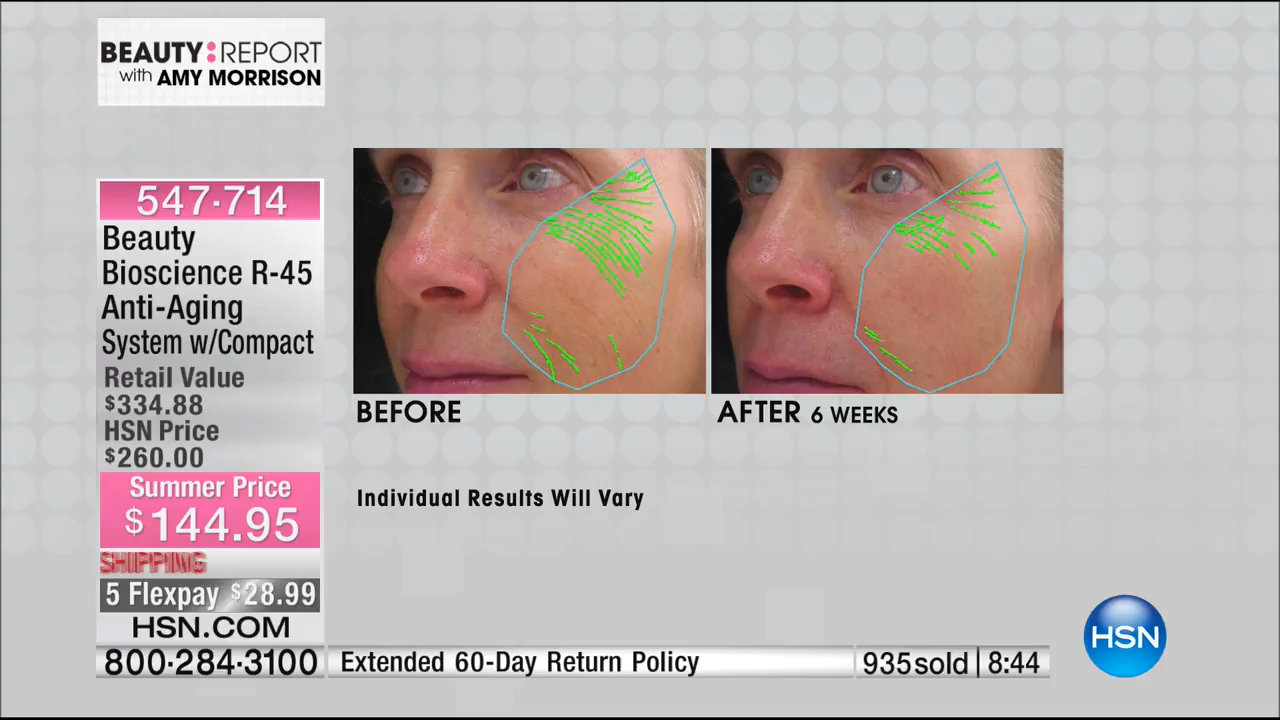 BEAUTY:REPORT
with AMY MORRISON
547·714
Beauty
Bioscience R-45
Anti-Aging
System w/Compact
Retail Value
$334.88
HSN Price
$260.00
Summer Price
$144.95
SHIPPING
5 Flexpay $28.99
HSN.COM
800·284·3100
BEFORE
AFTER 6 WEEKS
Individual Results Will Vary
Extended 60-Day Return Policy
935 sold | 8:44
HSN